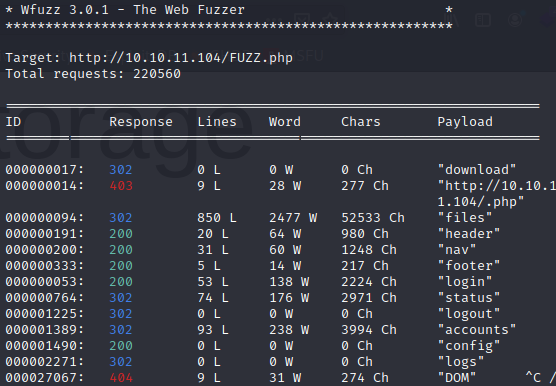 * Wfuzz 3.0.1 - The Web Fuzzer *
********************************************************
Target: http://10.10.11.104/FUZZ.php
Total requests: 220560
=====================================================================
ID Response Lines Word Chars Payload
=====================================================================
000000017: 302 0 L 0 W 0 Ch "download"
000000014: 403 9 L 28 W 277 Ch "http://10.10.1
1.104/.php"
000000094: 302 850 L 2477 W 52533 Ch "files"
000000191: 200 20 L 64 W 980 Ch "header"
000000200: 200 31 L 60 W 1248 Ch "nav"
000000333: 200 5 L 14 W 217 Ch "footer"
000000053: 200 53 L 138 W 2224 Ch "login"
000000764: 302 74 L 176 W 2971 Ch "status"
000001225: 302 0 L 0 W 0 Ch "logout"
000001389: 302 93 L 238 W 3994 Ch "accounts"
000001490: 200 0 L 0 W 0 Ch "config"
000002271: 302 0 L 0 W 0 Ch "logs"
000027067: 404 9 L 31 W 274 Ch "DOM" ^C /